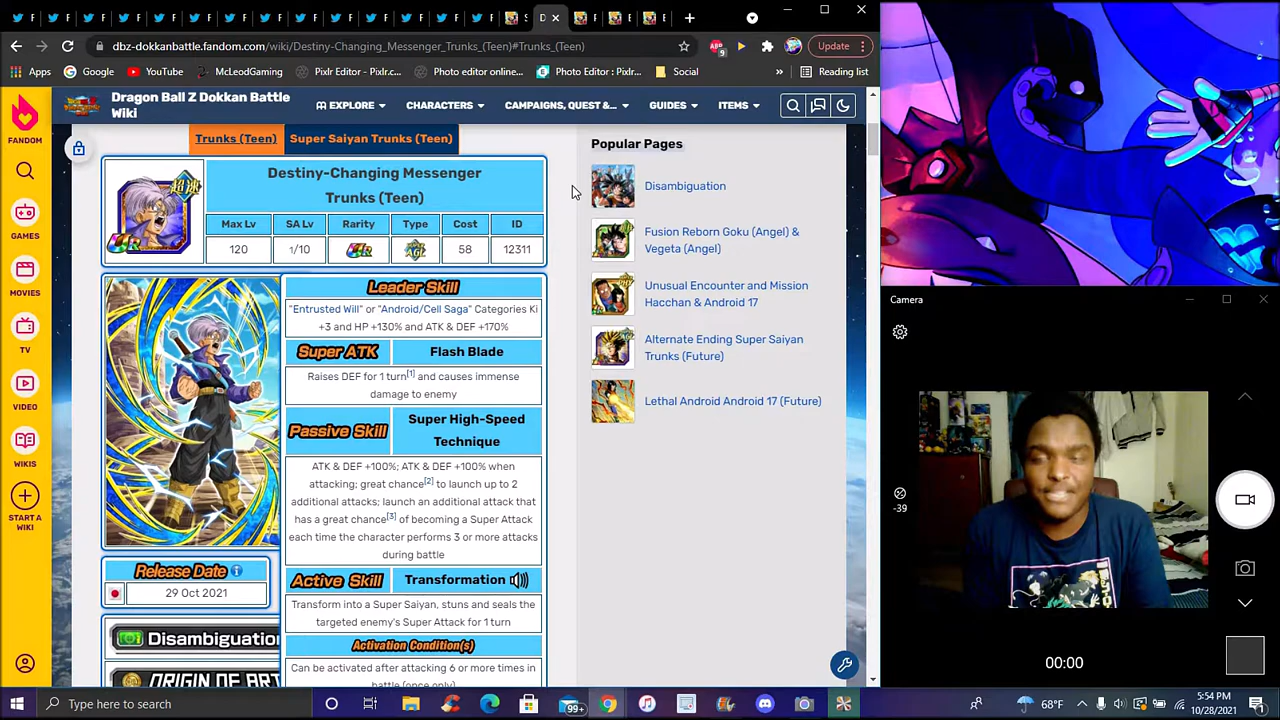 dbz-dokkanbattle.fandom.com/wiki/Destiny-Changing_Messenger_Trunks_(Teen)#Trunks_(Teen)
9
Update
Apps
Google
YouTube
McLeodGaming
Pixlr Editor - Pixlr.c...
Photo editor online...
Photo Editor : Pixlr...
Social
»
Reading list
Dragon Ball Z Dokkan Battle
Wiki
EXPLORE
CHARACTERS
CAMPAIGNS, QUEST &...
GUIDES
ITEMS
FANDOM
GAMES
MOVIES
TV
VIDEO
WIKIS
START A
WIKI
Trunks (Teen)
Super Saiyan Trunks (Teen)
Destiny-Changing Messenger
Trunks (Teen)
Max Lv
SA Lv
Rarity
Type
Cost
ID
120
1/10
UR
AGL
58
12311
Leader Skill
"Entrusted Will" or "Android/Cell Saga" Categories Ki
+3 and HP +130% and ATK & DEF +170%
Super ATK
Flash Blade
Raises DEF for 1 turn[1] and causes immense
damage to enemy
Passive Skill
Super High-Speed
Technique
ATK & DEF +100%; ATK & DEF +100% when
attacking; great chance[2] to launch up to 2
additional attacks; launch an additional attack that
has a great chance[3] of becoming a Super Attack
each time the character performs 3 or more attacks
during battle
Active Skill
Transformation
Transform into a Super Saiyan, stuns and seals the
targeted enemy's Super Attack for 1 turn
Activation Condition(s)
Can be activated after attacking 6 or more times in
battle (once only)
Release Date
29 Oct 2021
Disambiguation
Popular Pages
Disambiguation
Fusion Reborn Goku (Angel) &
Vegeta (Angel)
Unusual Encounter and Mission
Hacchan & Android 17
Alternate Ending Super Saiyan
Trunks (Future)
Lethal Android Android 17 (Future)
Camera
-39
00:00
Type here to search
99+
68°F
5:54 PM
10/28/2021